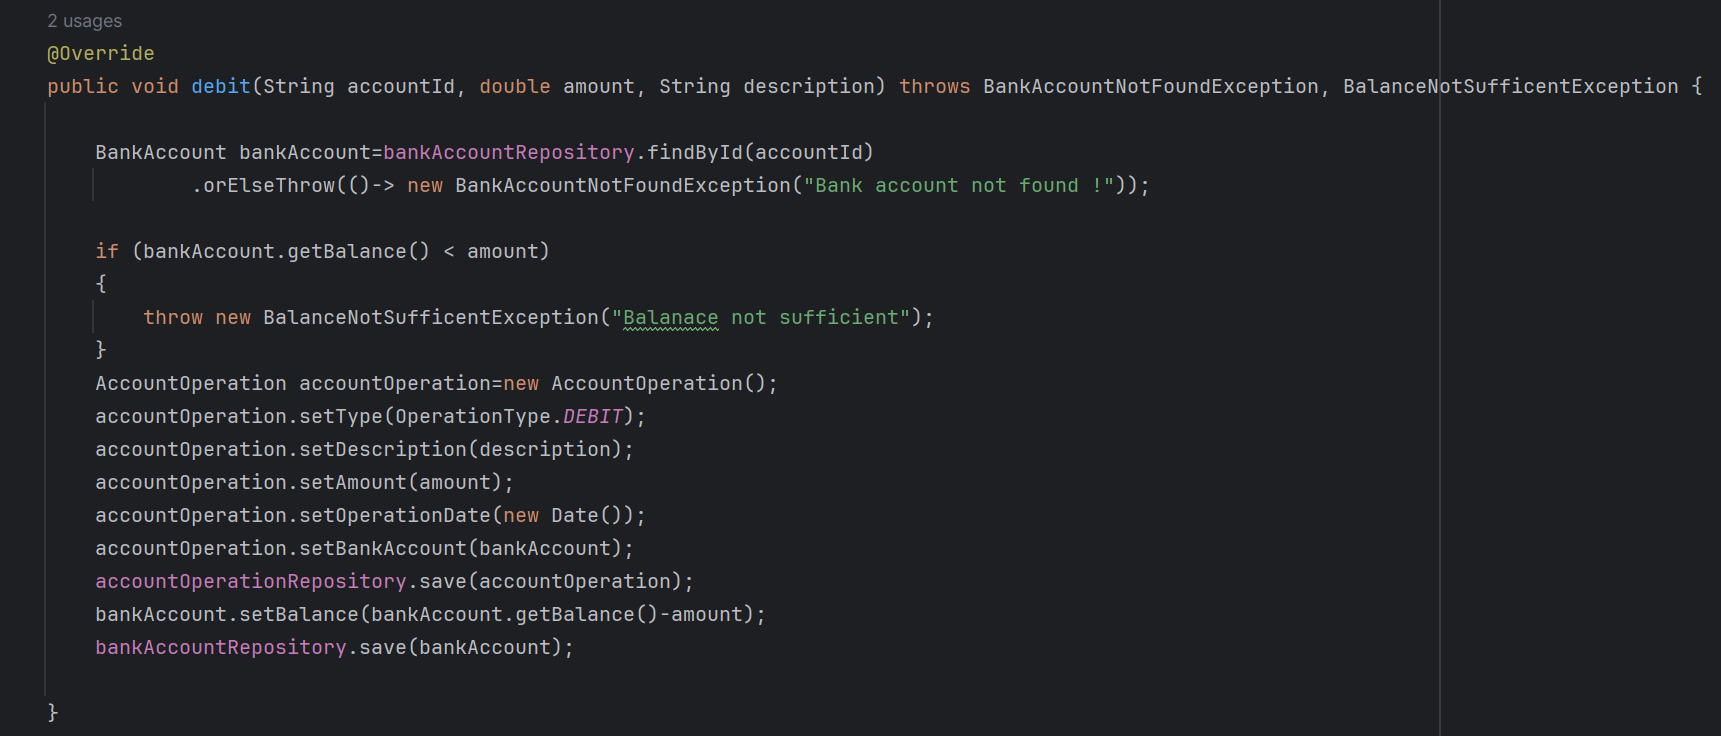 2 usages
@Override
public void debit(String accountId, double amount, String description) throws BankAccountNotFoundException, BalanceNotSufficentException {
BankAccount bankAccount=bankAccountRepository.findById(accountId)
.orElseThrow(()-> new BankAccountNotFoundException("Bank account not found !"));
if (bankAccount.getBalance() < amount)
{
throw new BalanceNotSufficentException("Balanace not sufficient");
}
AccountOperation accountOperation=new AccountOperation();
accountOperation.setType(OperationType.DEBIT);
accountOperation.setDescription(description);
accountOperation.setAmount(amount);
accountOperation.setOperationDate(new Date());
accountOperation.setBankAccount(bankAccount);
accountOperationRepository.save(accountOperation);
bankAccount.setBalance(bankAccount.getBalance()-amount);
bankAccountRepository.save(bankAccount);
}